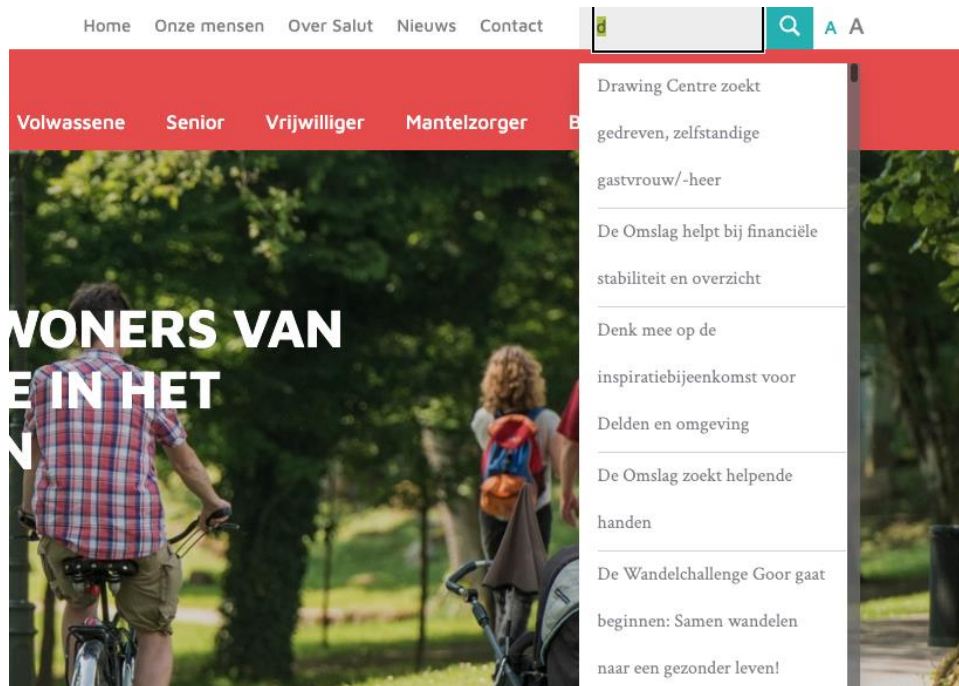 Home Onze mensen Over Salut Nieuws Contact
d
A A
Volwassene Senior Vrijwilliger Mantelzorger B
WONERS VAN
E IN HET
N
Drawing Centre zoekt
gedreven, zelfstandige
gastvrouw/-heer
De Omslag helpt bij financiële
stabiliteit en overzicht
Denk mee op de
inspiratiebijeenkomst voor
Delden en omgeving
De Omslag zoekt helpende
handen
De Wandelchallenge Goor gaat
beginnen: Samen wandelen
naar een gezonder leven!